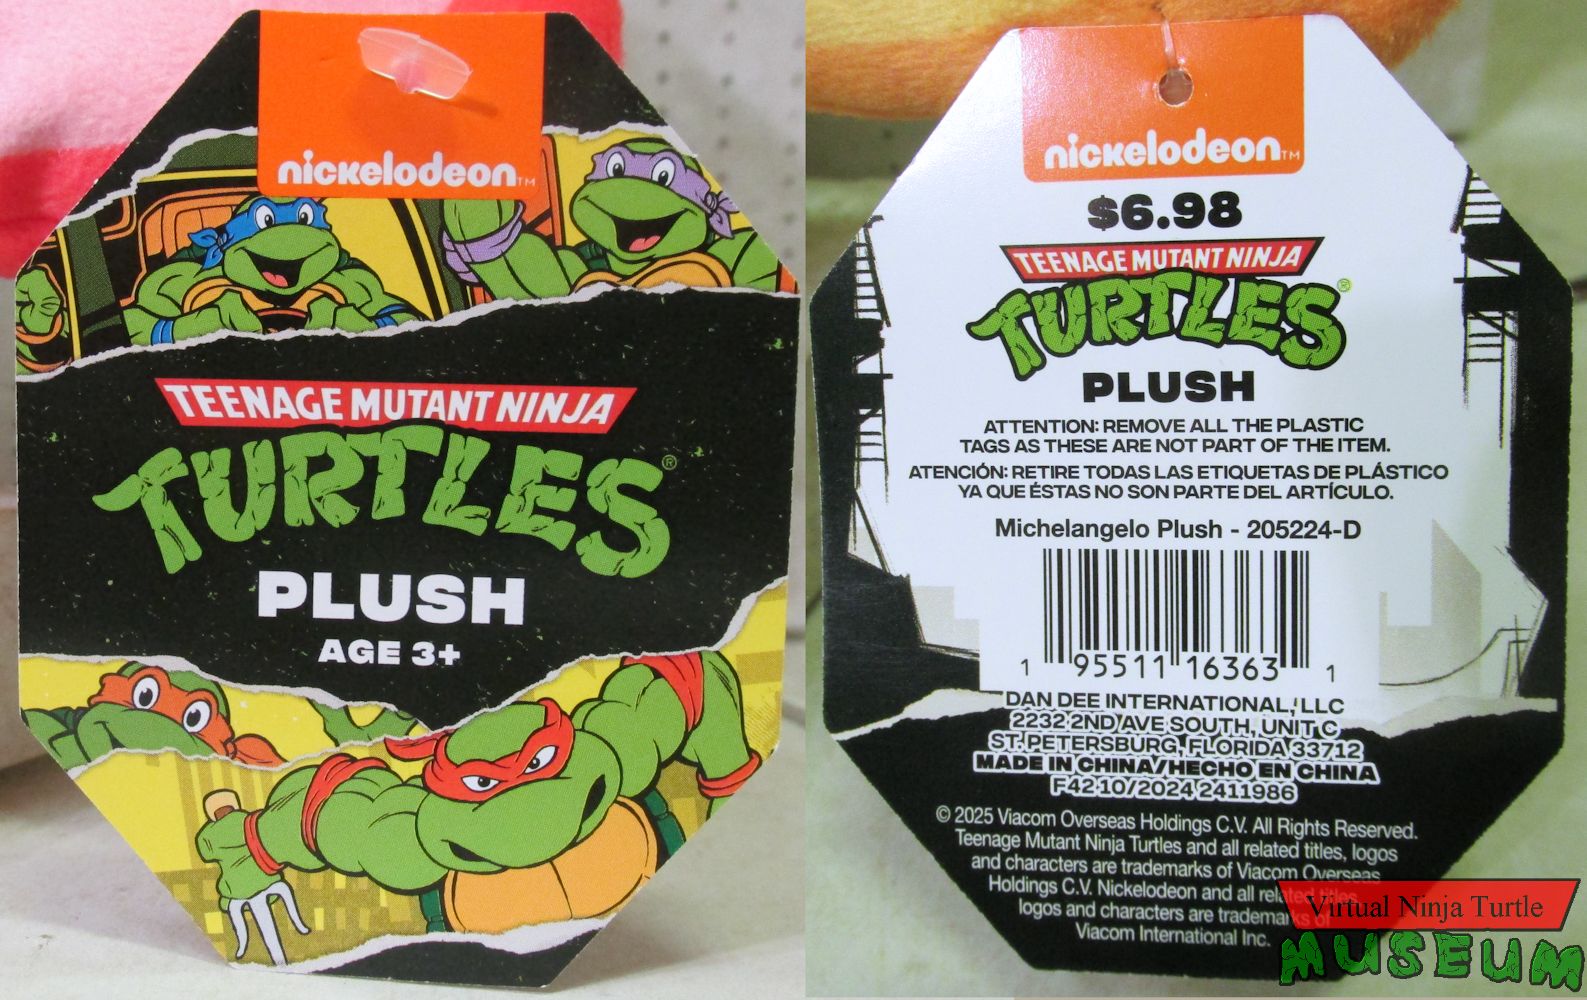 nickelodeon™
TEENAGE MUTANT NINJA
TURTLES®
PLUSH
AGE 3+
nickelodeon™
$6.98
TEENAGE MUTANT NINJA
TURTLES®
PLUSH
ATTENTION: REMOVE ALL THE PLASTIC
TAGS AS THESE ARE NOT PART OF THE ITEM.
ATENCIÓN: RETIRE TODAS LAS ETIQUETAS DE PLÁSTICO
YA QUE ÉSTAS NO SON PARTE DEL ARTÍCULO.
Michelangelo Plush - 205224-D
1 95511 16363 1
DAN DEE INTERNATIONAL, LLC
2232 2ND AVE SOUTH, UNIT C
ST. PETERSBURG, FLORIDA 33712
MADE IN CHINA/HECHO EN CHINA
F42 10/2024 2411986
© 2025 Viacom Overseas Holdings C.V. All Rights Reserved.
Teenage Mutant Ninja Turtles and all related titles, logos
and characters are trademarks of Viacom Overseas
Holdings C.V. Nickelodeon and all related titles,
logos and characters are trademarks of
Viacom International Inc.
Virtual Ninja Turtle
MUSEUM